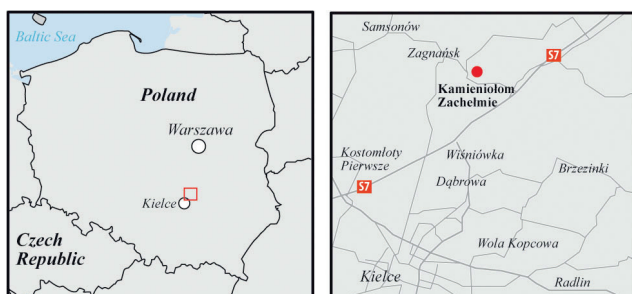 Baltic Sea
Poland
Warszawa
Kielce
Czech
Republic
Samsonów
Zagnańsk
S7
Kamieniołom
Zachełmie
Kostomłoty
Pierwsze
Wiśniówka
S7
Dąbrowa
Brzezinki
Wola Kopcowa
Kielce
Radlin